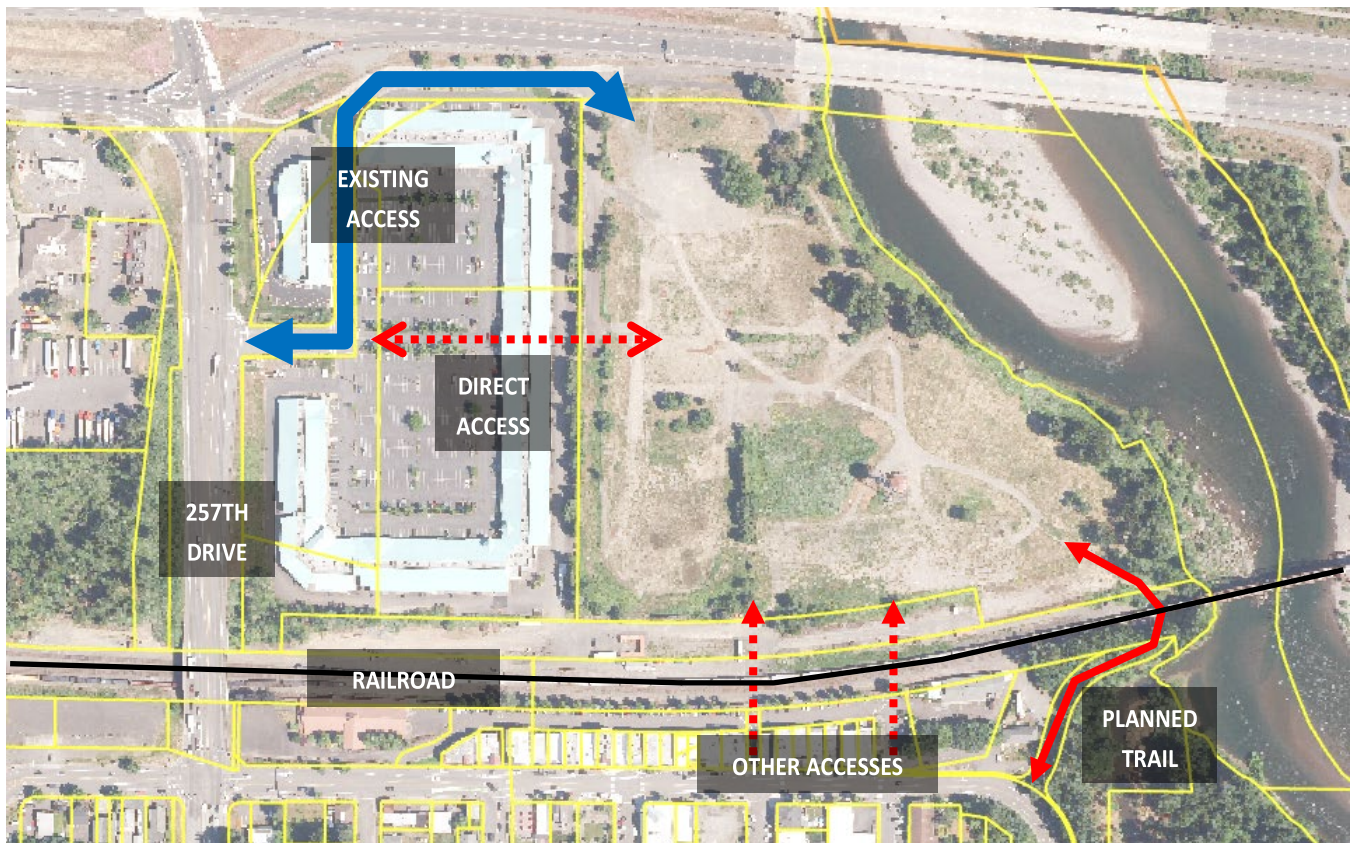 EXISTING
ACCESS
DIRECT
ACCESS
257TH
DRIVE
RAILROAD
OTHER ACCESSES
PLANNED
TRAIL